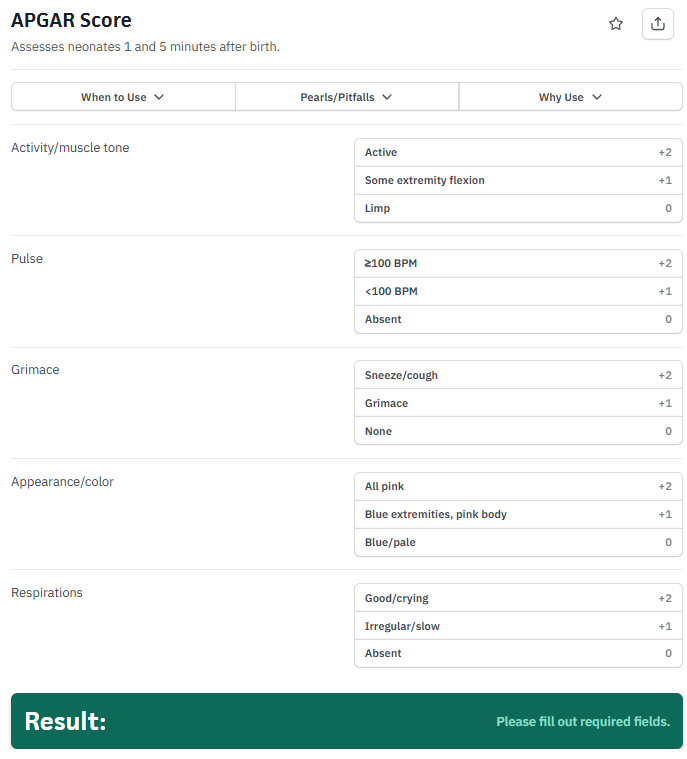 APGAR Score
Assesses neonates 1 and 5 minutes after birth.
When to Use Pearls/Pitfalls Why Use
Activity/muscle tone
Active +2
Some extremity flexion +1
Limp 0
Pulse
≥100 BPM +2
<100 BPM +1
Absent 0
Grimace
Sneeze/cough +2
Grimace +1
None 0
Appearance/color
All pink +2
Blue extremities, pink body +1
Blue/pale 0
Respirations
Good/crying +2
Irregular/slow +1
Absent 0
Result: Please fill out required fields.